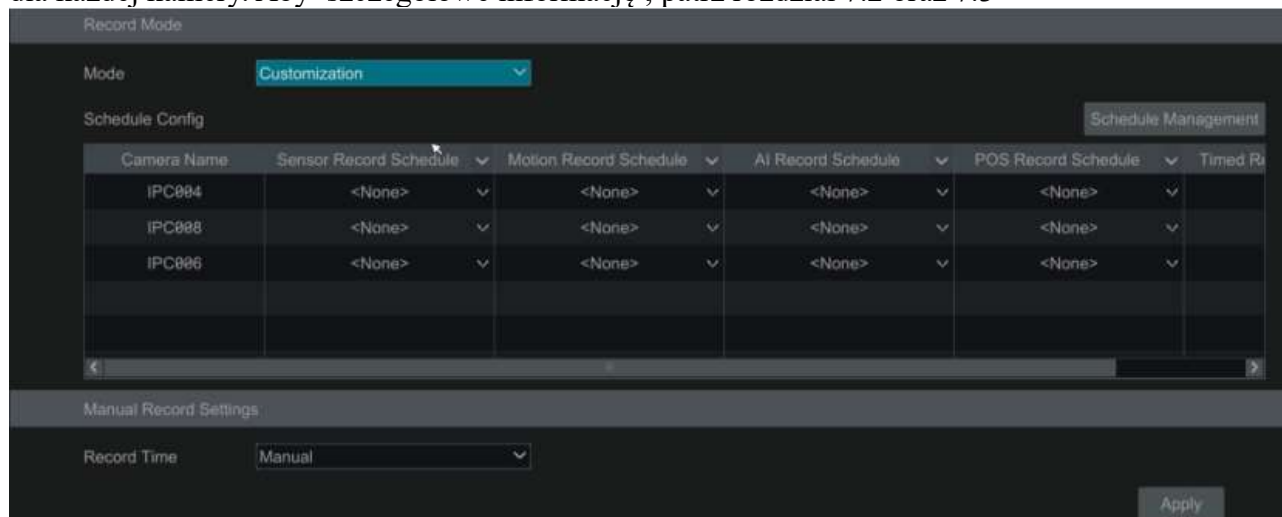 Record Mode
Mode Customization
Schedule Config Schedule Management
Camera Name Sensor Record Schedule Motion Record Schedule AI Record Schedule POS Record Schedule Timed
IPC004 <None> <None> <None> <None>
IPC008 <None> <None> <None> <None>
IPC006 <None> <None> <None> <None>
Manual Record Settings
Record Time Manual
Apply